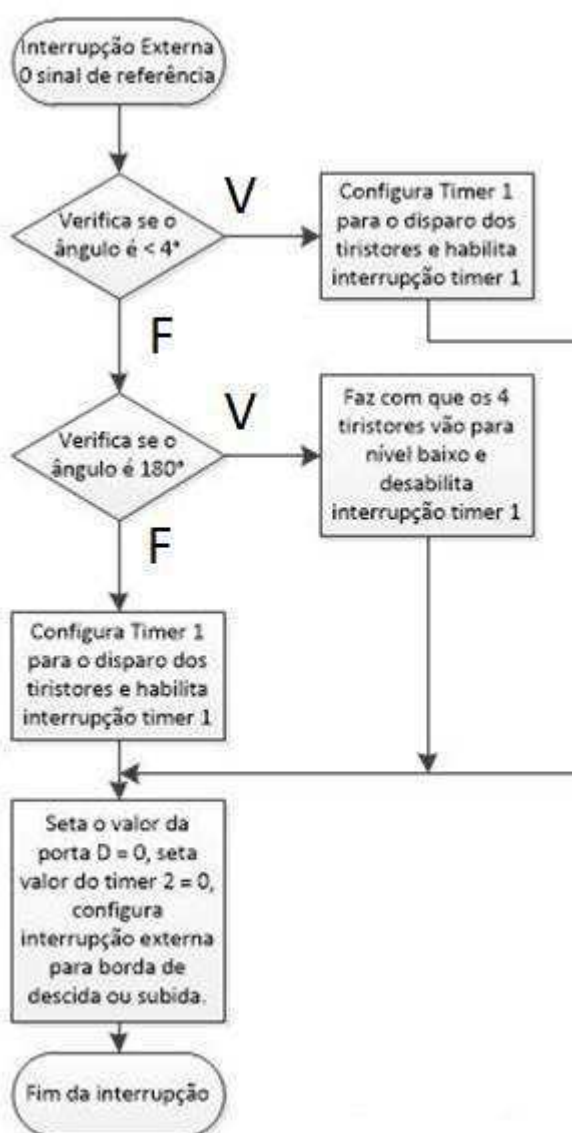 Interrupção Externa
0 sinal de referência
Verifica se o
ângulo é < 4°
V
Configura Timer 1
para o disparo dos
tiristores e habilita
interrupção timer 1
F
Verifica se o
ângulo é 180°
V
Faz com que os 4
tiristores vão para
nível baixo e
desabilita
interrupção timer 1
F
Configura Timer 1
para o disparo dos
tiristores e habilita
interrupção timer 1
Seta o valor da
porta D = 0, seta
valor do timer 2 = 0,
configura
interrupção externa
para borda de
descida ou subida.
Fim da interrupção